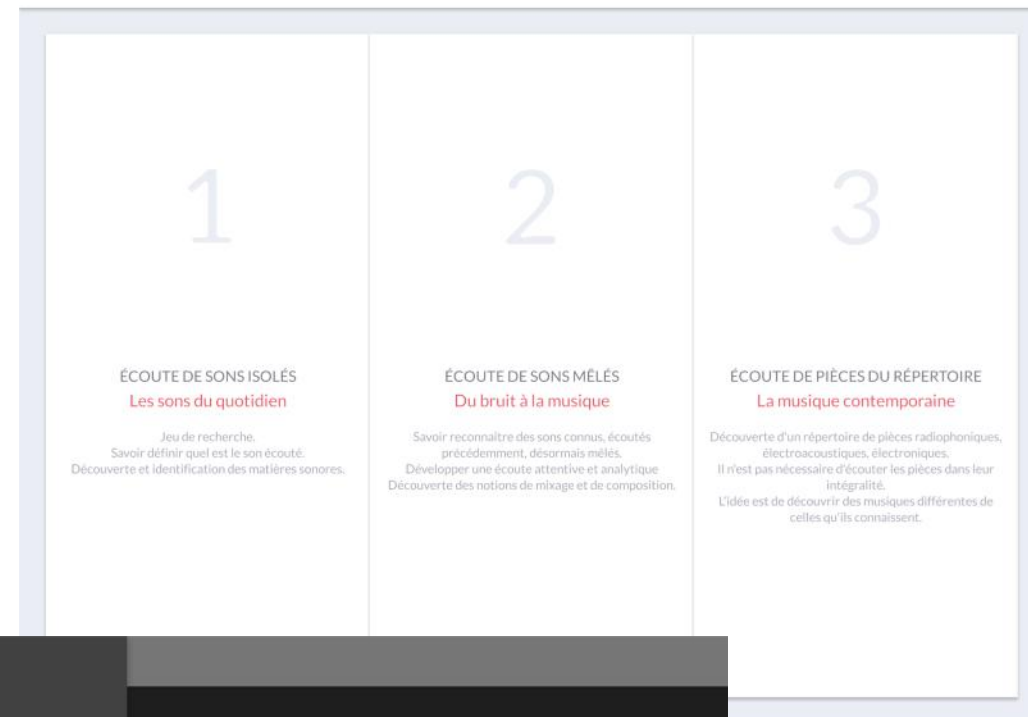 1
ÉCOUTE DE SONS ISOLÉS
Les sons du quotidien
Jeu de recherche.
Savoir définir quel est le son écouté.
Découverte et identification des matières sonores.
2
ÉCOUTE DE SONS MÊLÉS
Du bruit à la musique
Savoir reconnaître des sons connus, écoutés
précédemment, désormais mêlés.
Développer une écoute attentive et analytique
Découverte des notions de mixage et de composition.
3
ÉCOUTE DE PIÈCES DU RÉPERTOIRE
La musique contemporaine
Découverte d'un répertoire de pièces radiophoniques,
électroacoustiques, électroniques.
Il n'est pas nécessaire d'écouter les pièces dans leur
intégralité.
L'idée est de découvrir des musiques différentes de
celles qu'ils connaissent.